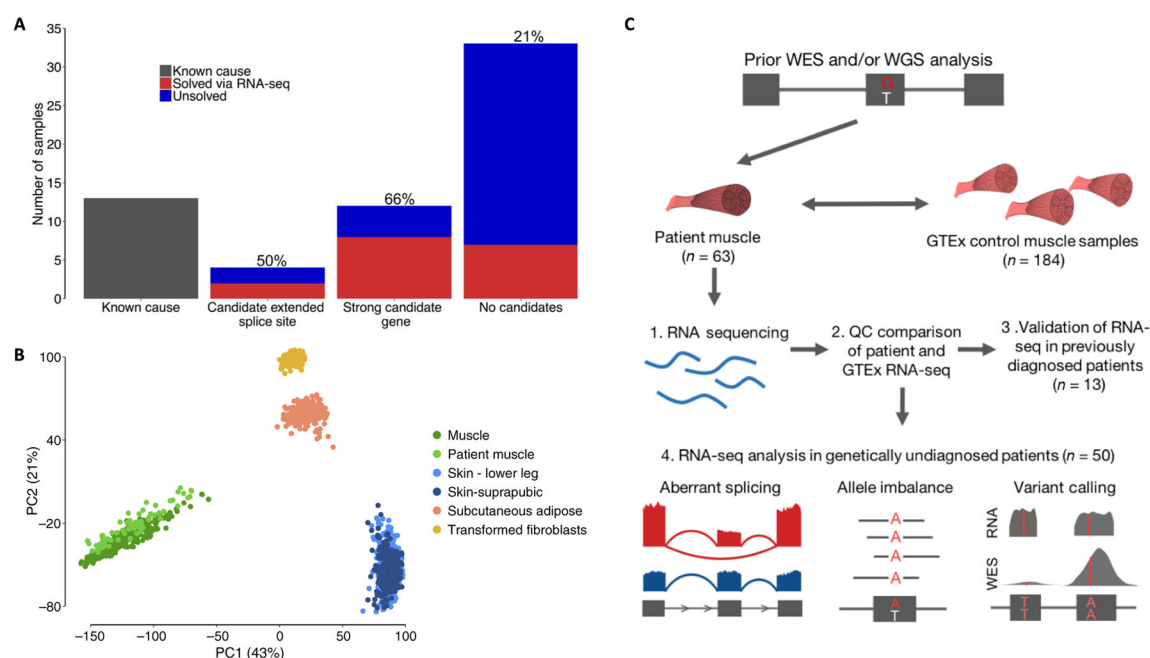 A
Number of samples
35
30
25
20
15
10
5
0
Known cause
Solved via RNA-seq
Unsolved
50%
66%
21%
Known cause
Candidate extended
splice site
Strong candidate
gene
No candidates
B
PC2 (21%)
100
40
−20
−80
−150
−100
−50
0
50
100
PC1 (43%)
Muscle
Patient muscle
Skin - lower leg
Skin-suprapubic
Subcutaneous adipose
Transformed fibroblasts
C
Prior WES and/or WGS analysis
G
T
Patient muscle
(n = 63)
GTEx control muscle samples
(n = 184)
1. RNA sequencing
2. QC comparison
of patient and
GTEx RNA-seq
3 .Validation of RNA-
seq in previously
diagnosed patients
(n = 13)
4. RNA-seq analysis in genetically undiagnosed patients (n = 50)
Aberrant splicing
Allele imbalance
A
A
A
A
A
T
Variant calling
RNA
WES
T
T
A
A